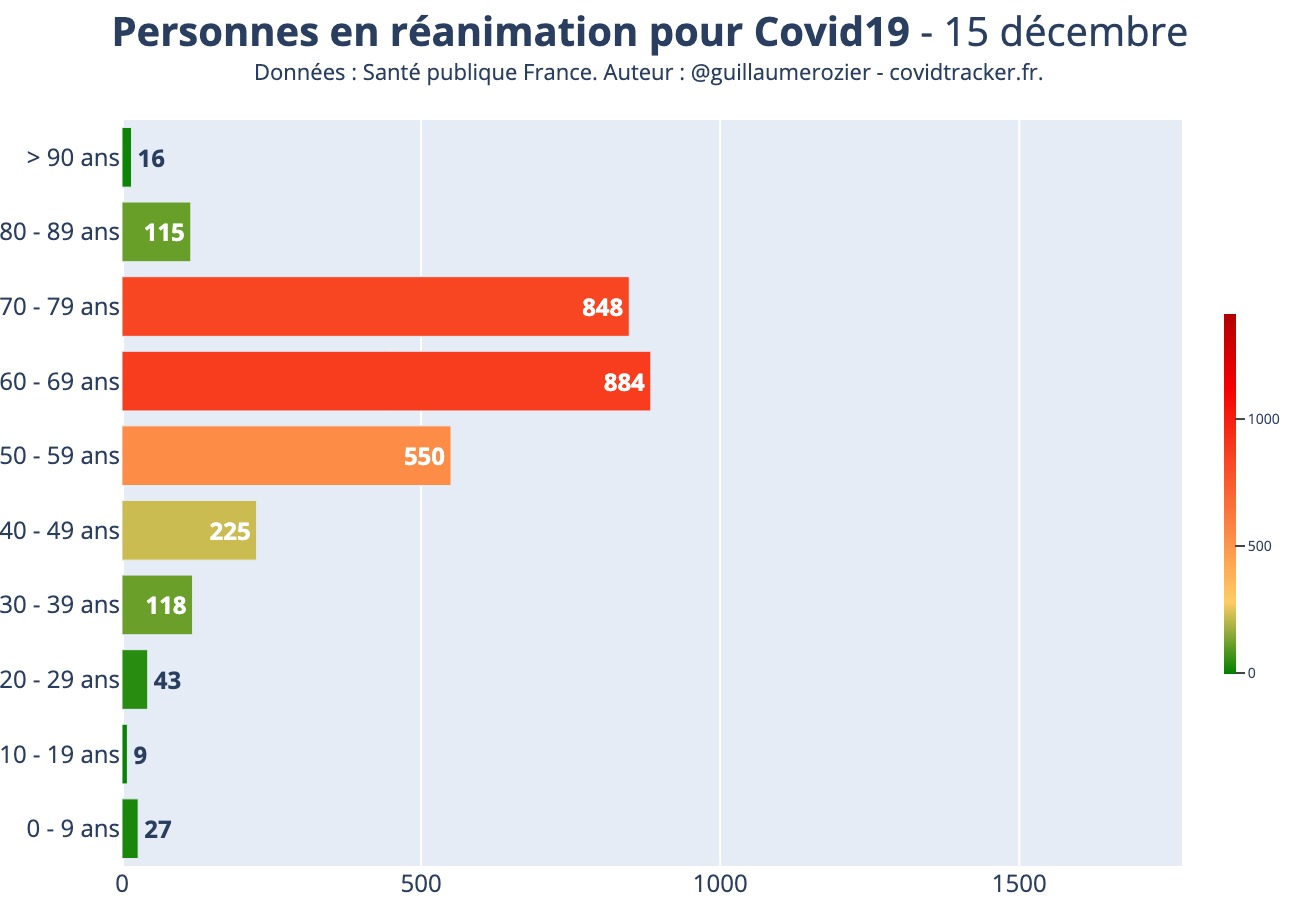 Personnes en réanimation pour Covid19 - 15 décembre
Données : Santé publique France. Auteur : @guillaumerozier - covidtracker.fr.
> 90 ans 16
80 - 89 ans 115
70 - 79 ans 848
60 - 69 ans 884
50 - 59 ans 550
40 - 49 ans 225
30 - 39 ans 118
20 - 29 ans 43
10 - 19 ans 9
0 - 9 ans 27
0 500 1000 1500
1000
500
0